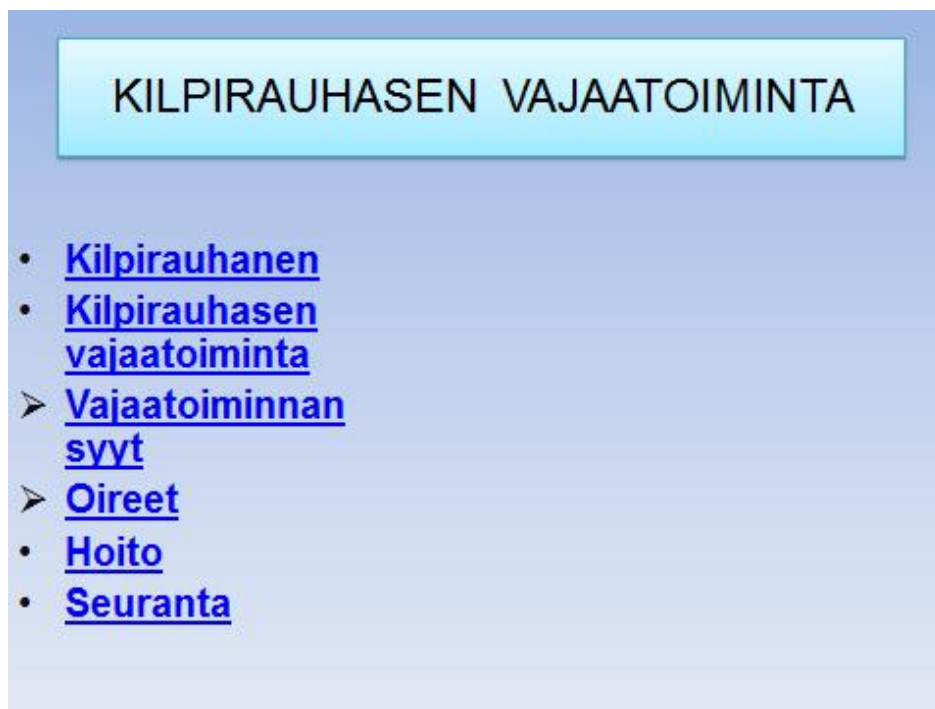 KILPIRAUHASEN VAJAATOIMINTA
• Kilpirauhanen
• Kilpirauhasen
vajaatoiminta
➢ Vajaatoiminnan
syyt
➢ Oireet
• Hoito
• Seuranta